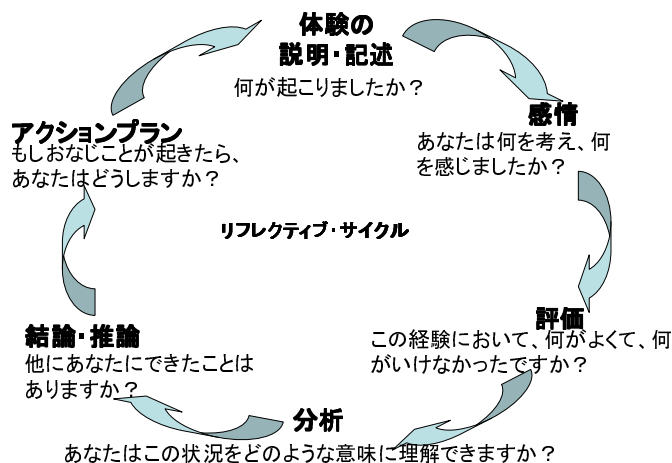 体験の
説明・記述
何が起こりましたか？
感情
あなたは何を考え、何
を感じましたか？
評価
この経験において、何がよくて、何
がいけなかったですか？
分析
あなたはこの状況をどのような意味に理解できますか？
結論・推論
他にあなたにできたことは
ありますか？
アクションプラン
もしおなじことが起きたら、
あなたはどうしますか？
リフレクティブ・サイクル